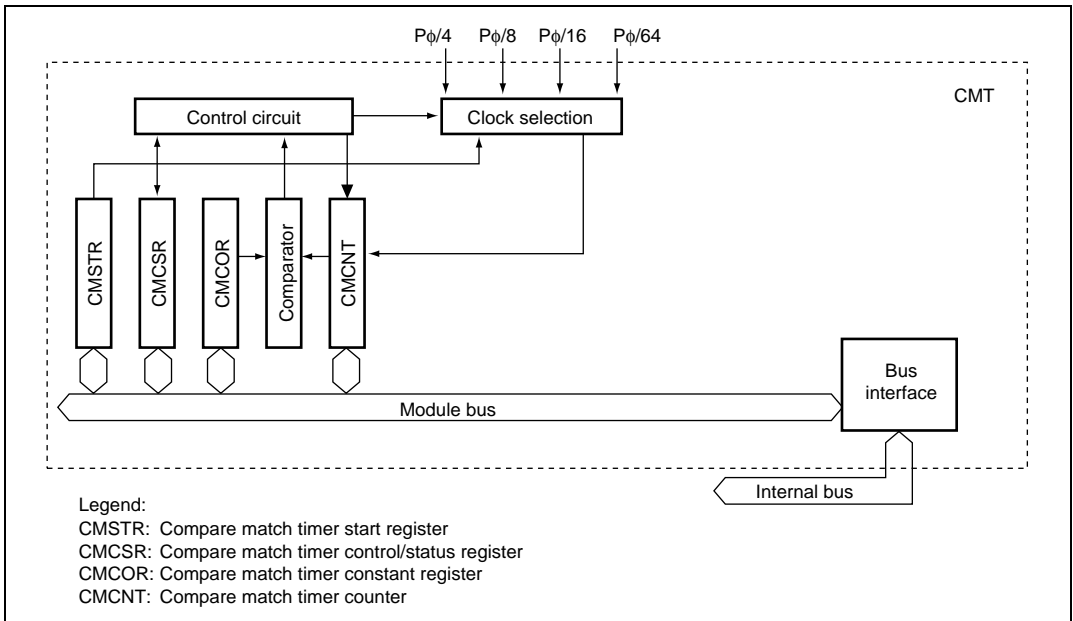 Pϕ/4 Pϕ/8 Pϕ/16 Pϕ/64
CMT
Control circuit
Clock selection
CMSTR
CMCSR
CMCOR
Comparator
CMCNT
Bus
interface
Module bus
Internal bus
Legend:
CMSTR: Compare match timer start register
CMCSR: Compare match timer control/status register
CMCOR: Compare match timer constant register
CMCNT: Compare match timer counter